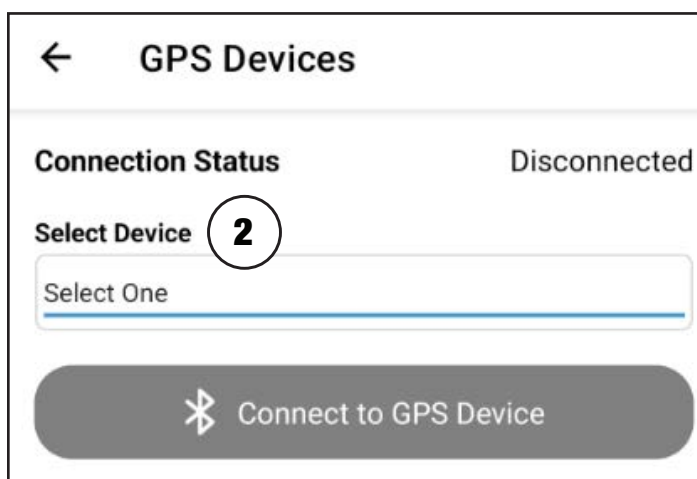 GPS Devices
Connection Status Disconnected
Select Device 2
Select One
Connect to GPS Device